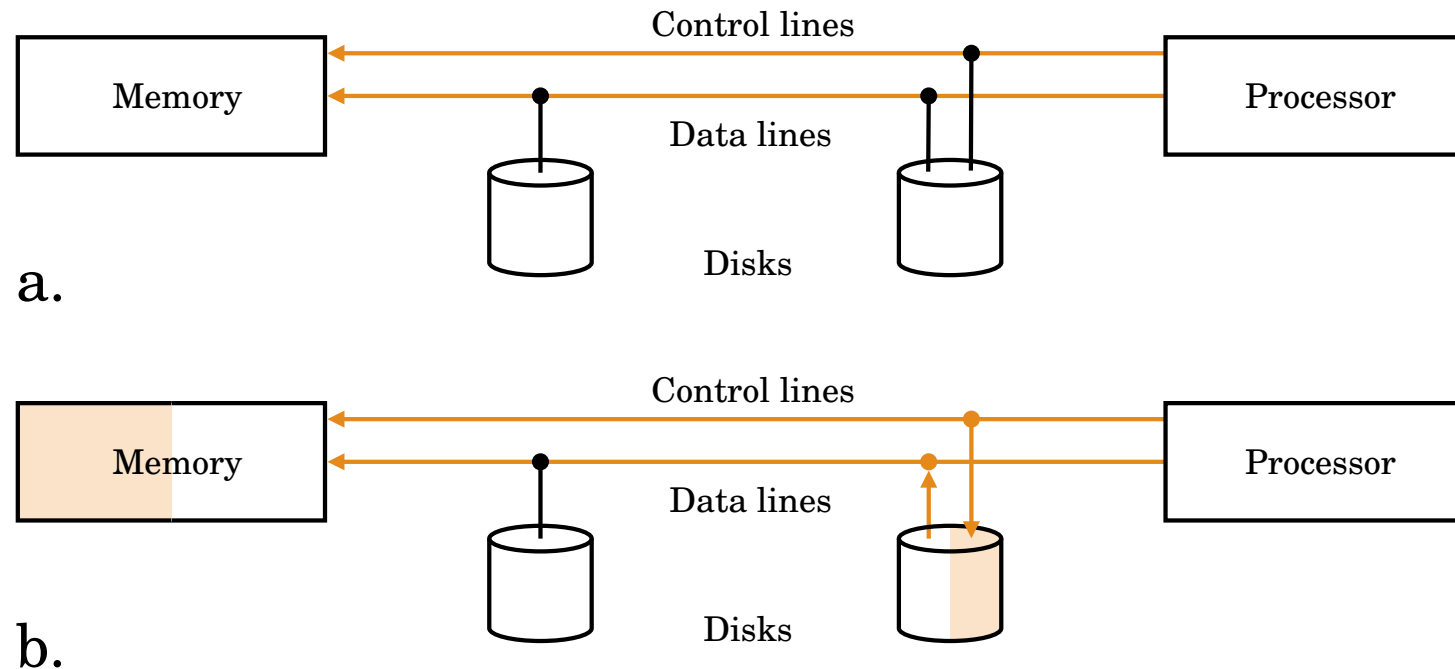 Control lines
Memory
Processor
Data lines
Disks
a.
Control lines
Memory
Processor
Data lines
Disks
b.